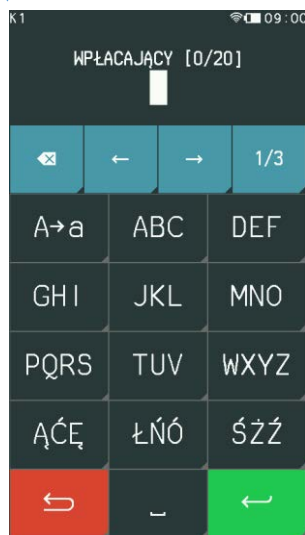 K1 09:00
WPŁACAJĄCY [0/20]
1/3
A→a ABC DEF
GHI JKL MNO
PQRS TUV WXYZ
ĄĆĘ ŁŃÓ ŚŻŹ